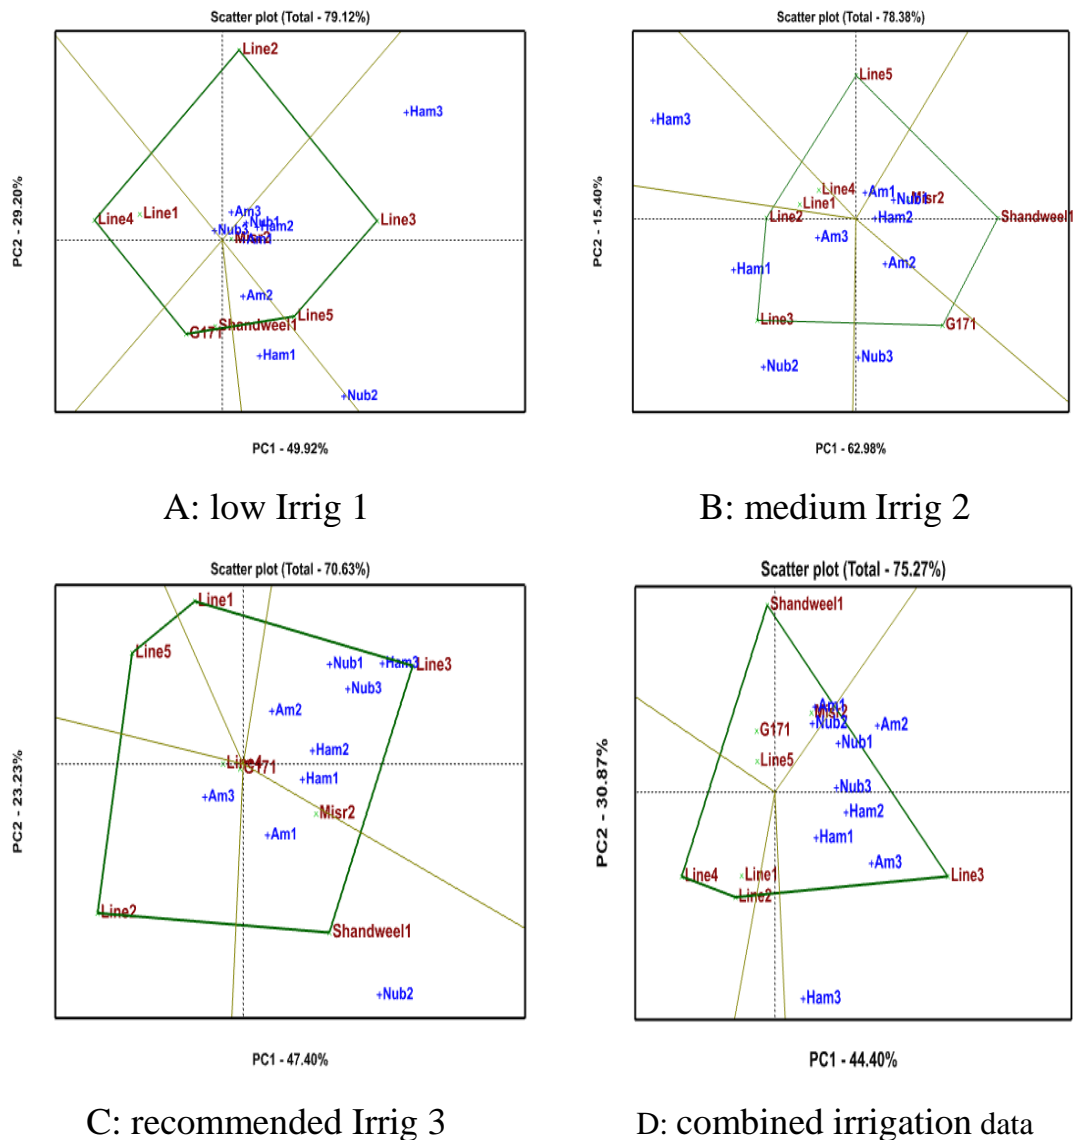 Scatter plot (Total - 79.12%)
Line2
+Ham3
+Am3
+Nub1
+Ham2
+Nub3
Misr2
+Am1
Line4
×Line1
Line3
+Am2
Line5
G171
Shandweel1
+Ham1
+Nub2
PC2 - 29.20%
PC1 - 49.92%
A: low Irrig 1
Scatter plot (Total - 78.38%)
Line5
+Ham3
Line4
+Am1
+Nub1
Misr2
×Line1
Line2
+Ham2
Shandweel1
+Am3
+Ham1
+Am2
Line3
G171
+Nub2
+Nub3
PC2 - 15.40%
PC1 - 62.98%
B: medium Irrig 2
Scatter plot (Total - 70.63%)
Line1
Line5
+Nub1
+Ham3
Line3
+Nub3
+Am2
+Ham2
Line4
G171
+Ham1
+Am3
×Misr2
+Am1
Line2
Shandweel1
+Nub2
PC2 - 23.23%
PC1 - 47.40%
C: recommended Irrig 3
Scatter plot (Total - 75.27%)
Shandweel1
+Am1
Misr2
+Nub2
+Am2
×G171
+Nub1
×Line5
+Nub3
+Ham2
+Ham1
+Am3
Line4
×Line1
Line3
Line2
+Ham3
PC2 - 30.87%
PC1 - 44.40%
D: combined irrigation data